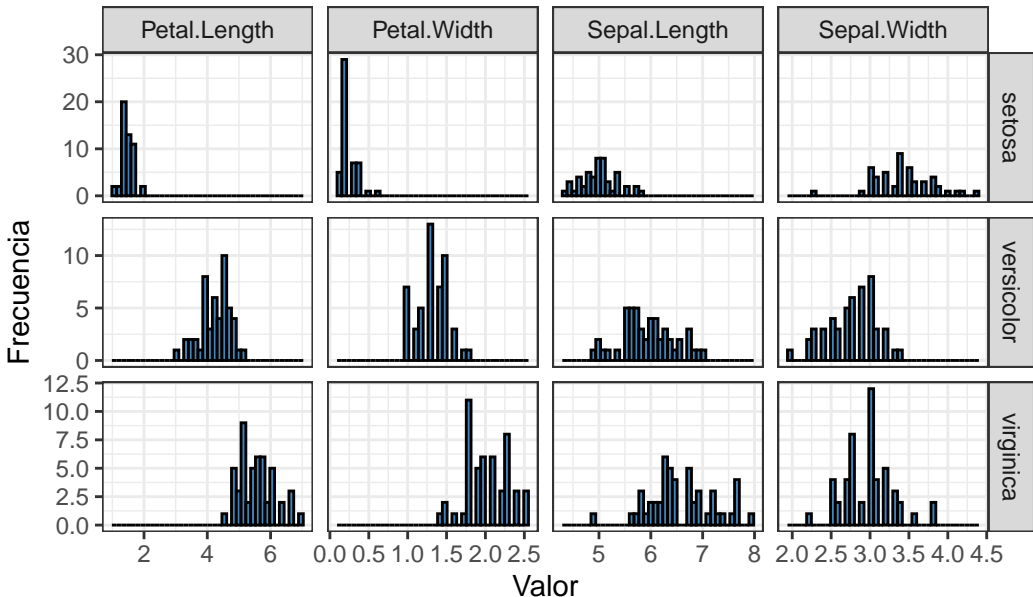 Petal.Length Petal.Width Sepal.Length Sepal.Width
30
20
10
0
setosa
10
5
0
versicolor
12.5
10.0
7.5
5.0
2.5
0.0
virginica
2 4 6 0.0 0.5 1.0 1.5 2.0 2.5 5 6 7 8 2.0 2.5 3.0 3.5 4.0 4.5
Frecuencia
Valor